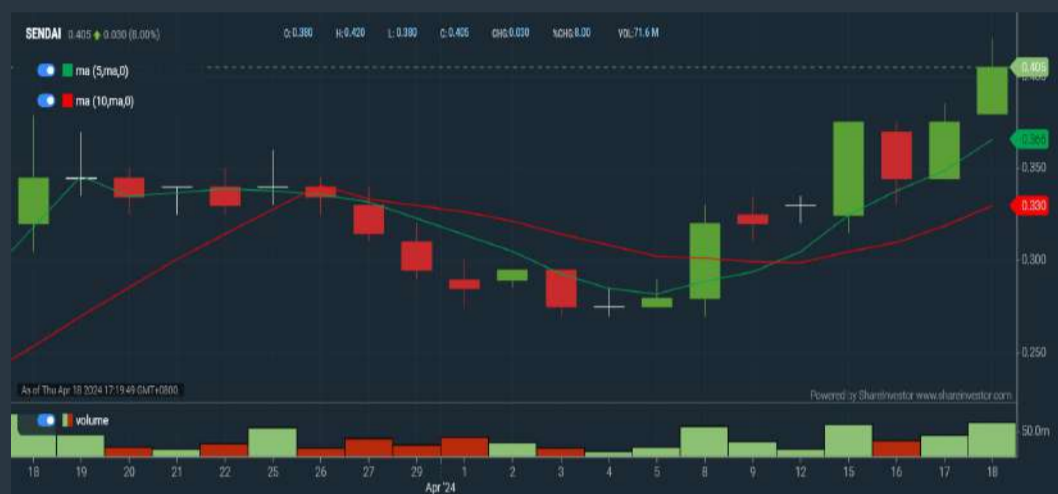 SENDAI 0.405 0.030 (8.00%) O:0.380 H:0.420 L:0.380 C:0.405 CHG:0.030 %CHG:8.00 VOL:71.6 M
ma (5,ma,0)
ma (10,ma,0)
0.405
0.400
0.366
0.350
0.330
0.300
0.250
As of Thu Apr 18 2024 17:19:49 GMT+0800
Powered by ShareInvestor www.shareinvestor.com
volume
50.0m
18 19 20 21 22 25 26 27 29 1 2 3 4 5 8 9 12 15 16 17 18
Apr '24